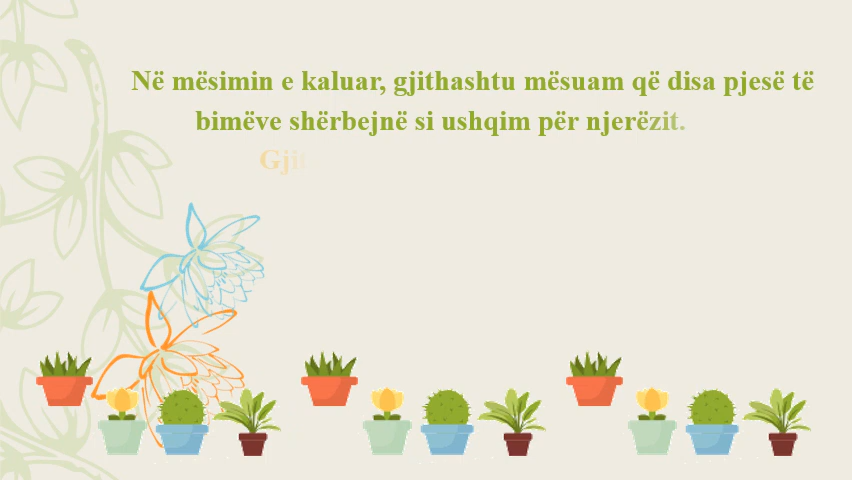 Në mësimin e kaluar, gjithashtu mësuam që disa pjesë të
bimëve shërbejnë si ushqim për njerëzit.